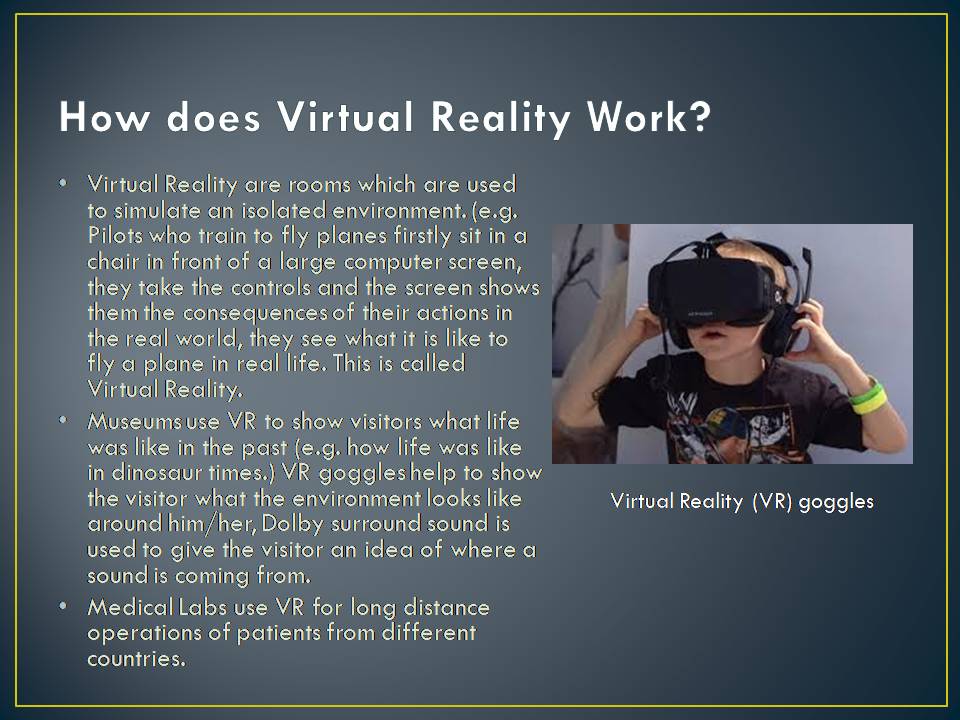 How does Virtual Reality Work?
• Virtual Reality are rooms which are used
to simulate an isolated environment. (e.g.
Pilots who train to fly planes firstly sit in a
chair in front of a large computer screen,
they take the controls and the screen shows
them the consequences of their actions in
the real world, they see what it is like to
fly a plane in real life. This is called
Virtual Reality.
• Museums use VR to show visitors what life
was like in the past (e.g. how life was like
in dinosaur times.) VR goggles help to show
the visitor what the environment looks like
around him/her, Dolby surround sound is
used to give the visitor an idea of where a
sound is coming from.
• Medical Labs use VR for long distance
operations of patients from different
countries.
Virtual Reality (VR) goggles